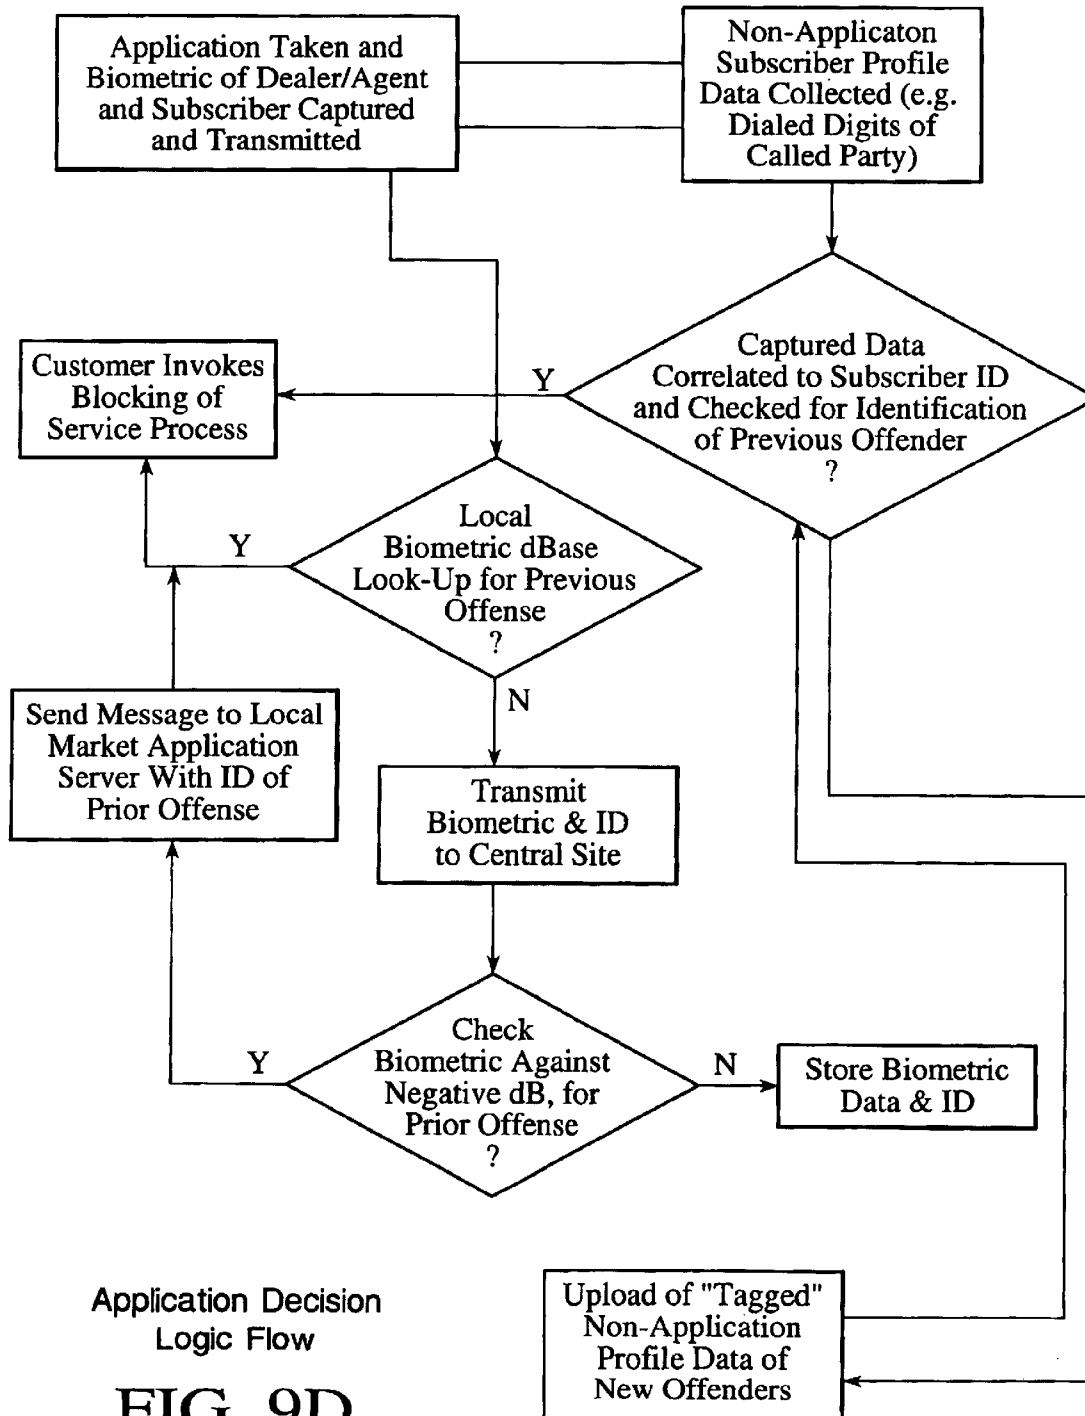 Application Taken and
Biometric of Dealer/Agent
and Subscriber Captured
and Transmitted
Non-Applicaton
Subscriber Profile
Data Collected (e.g.
Dialed Digits of
Called Party)
Customer Invokes
Blocking of
Service Process
Y
Captured Data
Correlated to Subscriber ID
and Checked for Identification
of Previous Offender
?
Y
Local
Biometric dBase
Look-Up for Previous
Offense
?
N
Send Message to Local
Market Application
Server With ID of
Prior Offense
Transmit
Biometric & ID
to Central Site
Y
Check
Biometric Against
Negative dB, for
Prior Offense
?
N
Store Biometric
Data & ID
Application Decision
Logic Flow
FIG. 9D
Upload of "Tagged"
Non-Application
Profile Data of
New Offenders